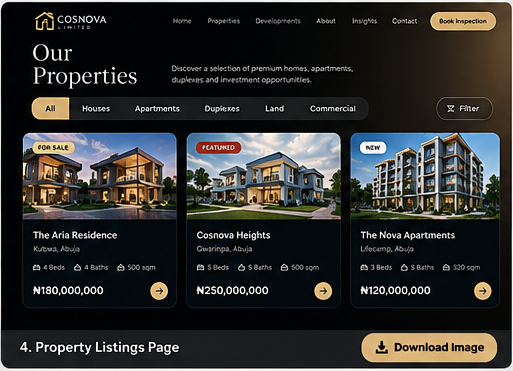 COSNOVA
LIMITED
Home Properties Developments About Insights Contact Book Inspection
Our
Properties
Discover a selection of premium homes, apartments,
duplexes and investment opportunities.
All Houses Apartments Duplexes Land Commercial Filter
FOR SALE FEATURED NEW
The Aria Residence Cosnova Heights The Nova Apartments
Kubwa, Abuja Gwarinpa, Abuja Lifecamp, Abuja
4 Beds 4 Baths 500 sqm 5 Beds 5 Baths 500 sqm 3 Beds 5 Baths 320 sqm
₦180,000,000 ₦250,000,000 ₦120,000,000
4. Property Listings Page Download Image